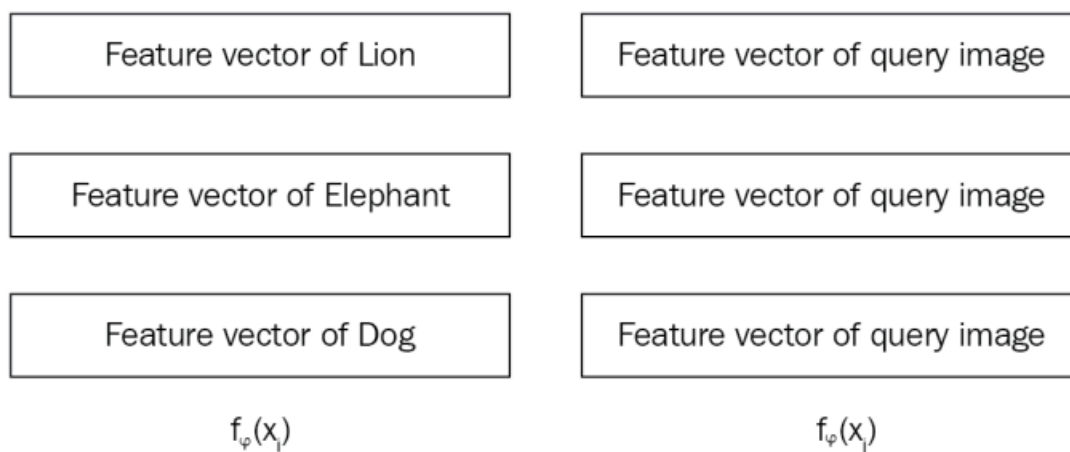 Feature vector of Lion Feature vector of query image
Feature vector of Elephant Feature vector of query image
Feature vector of Dog Feature vector of query image
fφ(xi) fφ(xj)